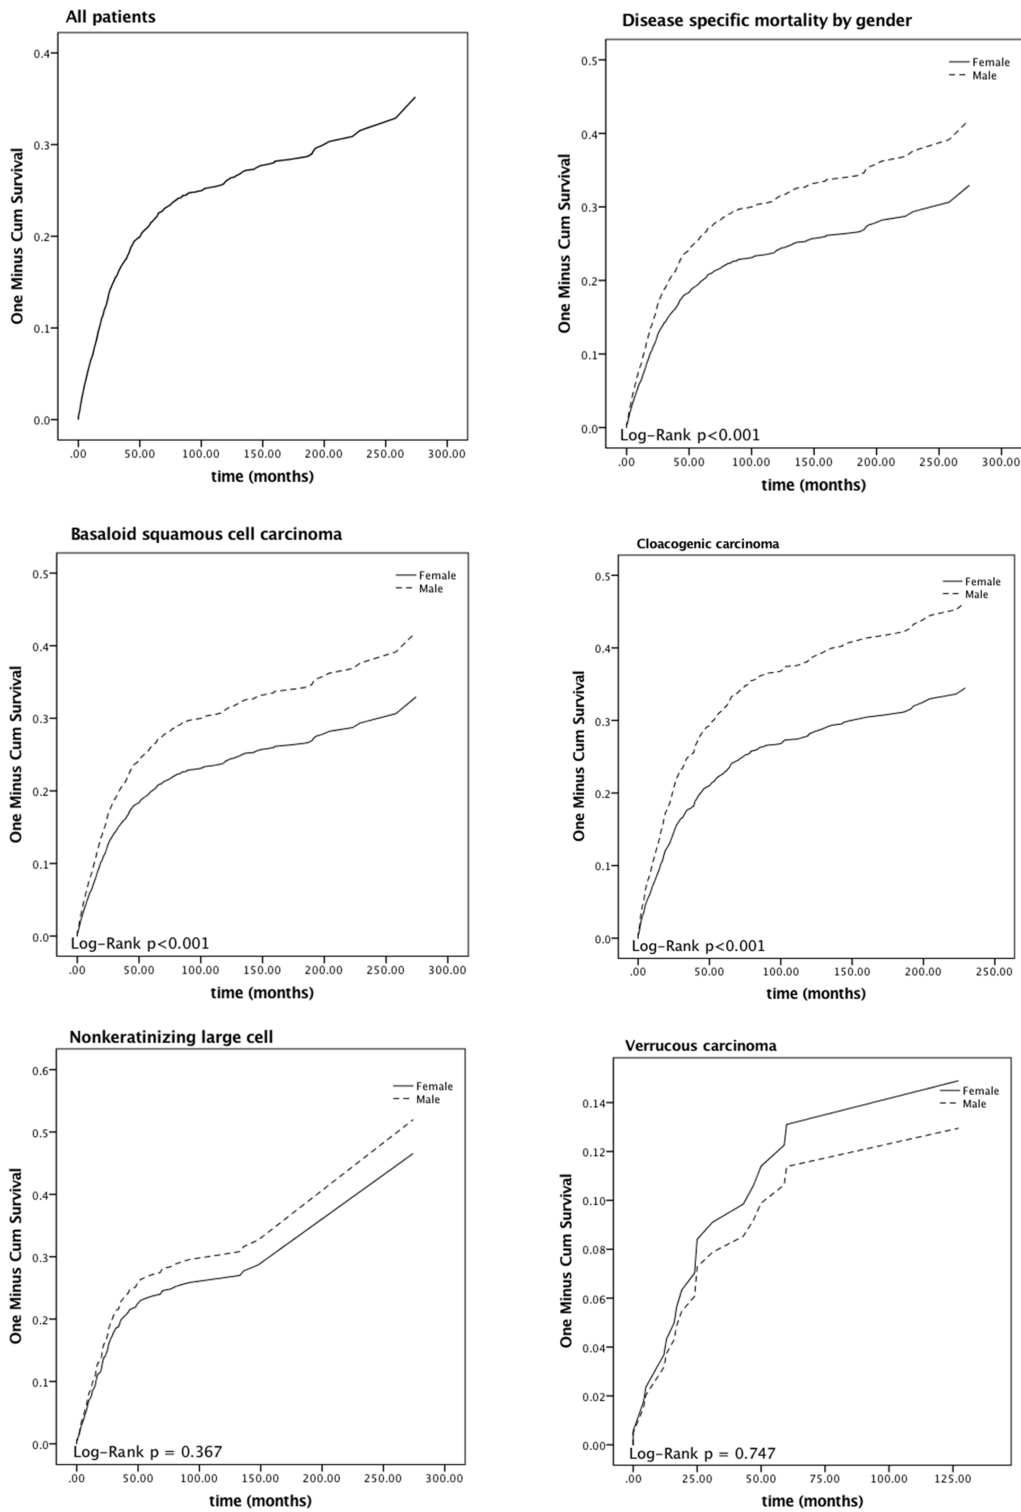 All patients
0.4
0.3
0.2
0.1
0.0
One Minus Cum Survival
.00 50.00 100.00 150.00 200.00 250.00 300.00
time (months)
Disease specific mortality by gender
Female
Male
0.5
0.4
0.3
0.2
0.1
0.0
One Minus Cum Survival
Log-Rank p<0.001
.00 50.00 100.00 150.00 200.00 250.00 300.00
time (months)
Basaloid squamous cell carcinoma
Female
Male
0.5
0.4
0.3
0.2
0.1
0.0
One Minus Cum Survival
Log-Rank p<0.001
.00 50.00 100.00 150.00 200.00 250.00 300.00
time (months)
Cloacogenic carcinoma
Female
Male
0.5
0.4
0.3
0.2
0.1
0.0
One Minus Cum Survival
Log-Rank p<0.001
.00 50.00 100.00 150.00 200.00 250.00
time (months)
Nonkeratinizing large cell
Female
Male
0.6
0.5
0.4
0.3
0.2
0.1
0.0
One Minus Cum Survival
Log-Rank p = 0.367
.00 50.00 100.00 150.00 200.00 250.00 300.00
time (months)
Verrucous carcinoma
Female
Male
0.14
0.12
0.10
0.08
0.06
0.04
0.02
0.00
One Minus Cum Survival
Log-Rank p = 0.747
.00 25.00 50.00 75.00 100.00 125.00
time (months)